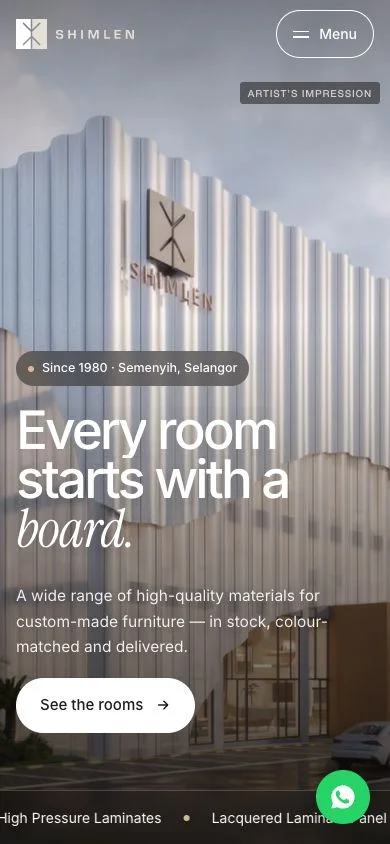 SHIMLEN
Menu
ARTIST'S IMPRESSION
SHIMLEN
Since 1980 · Semenyih, Selangor
Every room
starts with a
board.
A wide range of high-quality materials for
custom-made furniture — in stock, colour-
matched and delivered.
See the rooms →
High Pressure Laminates • Lacquered